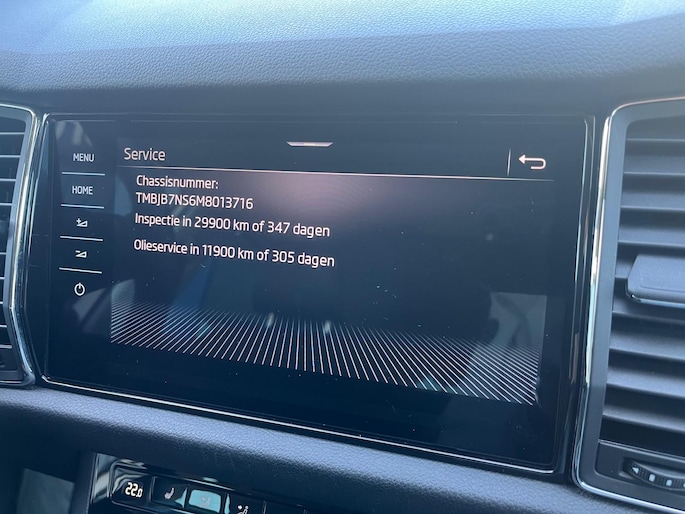 MENU
HOME
Service
Chassisnummer:
TMBJB7NS6M8013716
Inspectie in 29900 km of 347 dagen
Olieservice in 11900 km of 305 dagen
22.0